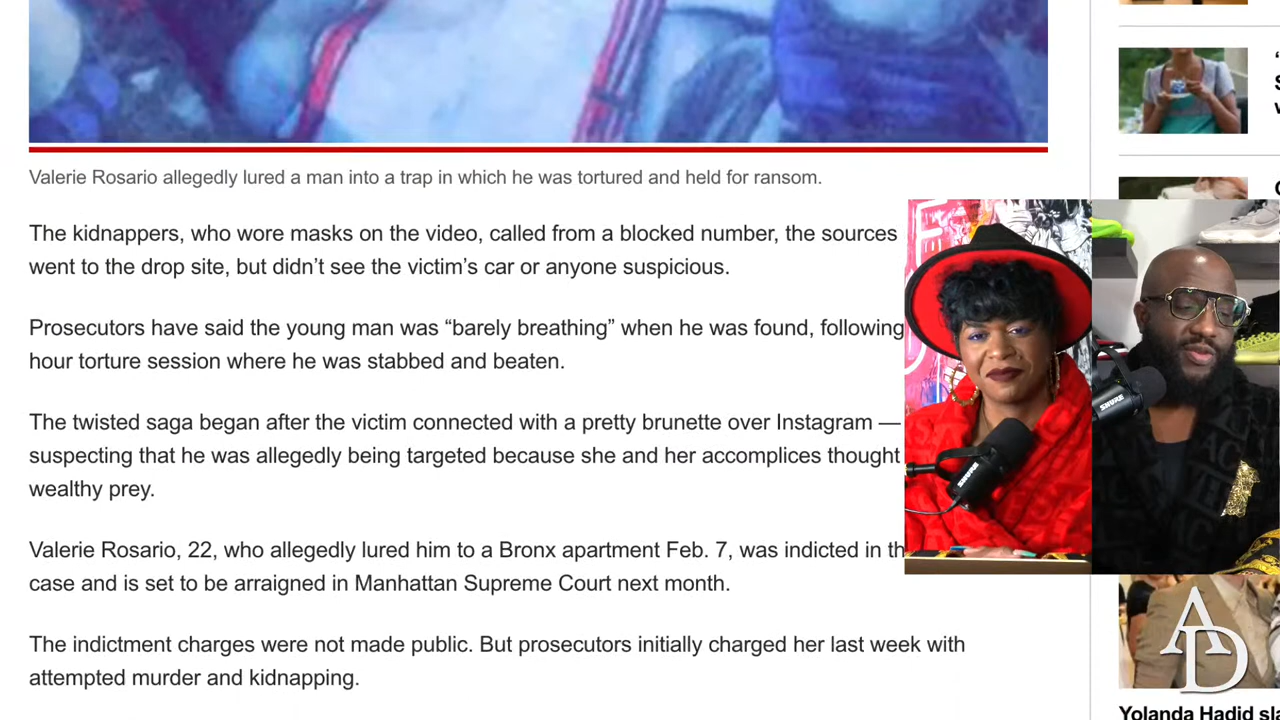 Valerie Rosario allegedly lured a man into a trap in which he was tortured and held for ransom.
The kidnappers, who wore masks on the video, called from a blocked number, the sources
went to the drop site, but didn’t see the victim’s car or anyone suspicious.
Prosecutors have said the young man was “barely breathing” when he was found, following
hour torture session where he was stabbed and beaten.
The twisted saga began after the victim connected with a pretty brunette over Instagram —
suspecting that he was allegedly being targeted because she and her accomplices thought
wealthy prey.
Valerie Rosario, 22, who allegedly lured him to a Bronx apartment Feb. 7, was indicted in
case and is set to be arraigned in Manhattan Supreme Court next month.
The indictment charges were not made public. But prosecutors initially charged her last week with
attempted murder and kidnapping.
SHURE
SHURE
AD
Yolanda Hadid